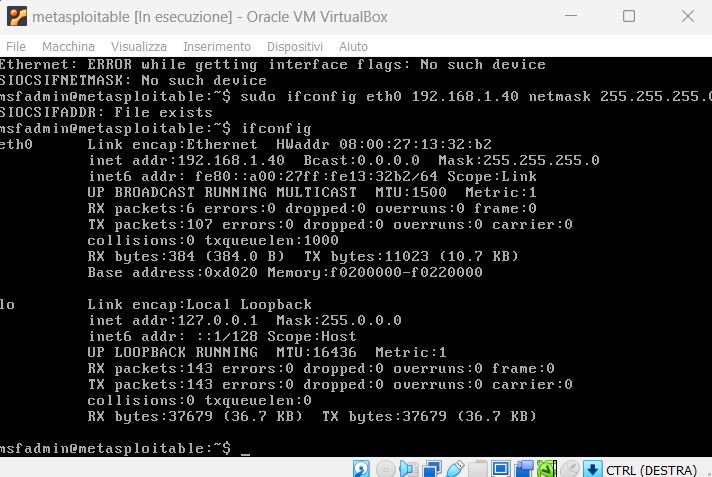 metasploitable [In esecuzione] - Oracle VM VirtualBox
File Macchina Visualizza Inserimento Dispositivi Aiuto
Ethernet: ERROR while getting interface flags: No such device
SIOCSIFNETMASK: No such device
msfadmin@metasploitable:~$ sudo ifconfig eth0 192.168.1.40 netmask 255.255.255.0
SIOCSIFADDR: File exists
msfadmin@metasploitable:~$ ifconfig
eth0 Link encap:Ethernet HWaddr 08:00:27:13:32:b2
inet addr:192.168.1.40 Bcast:0.0.0.0 Mask:255.255.255.0
inet6 addr: fe80::a00:27ff:fe13:32b2/64 Scope:Link
UP BROADCAST RUNNING MULTICAST MTU:1500 Metric:1
RX packets:6 errors:0 dropped:0 overruns:0 frame:0
TX packets:107 errors:0 dropped:0 overruns:0 carrier:0
collisions:0 txqueuelen:1000
RX bytes:384 (384.0 B) TX bytes:11023 (10.7 KB)
Base address:0xd020 Memory:f0200000-f0220000
lo Link encap:Local Loopback
inet addr:127.0.0.1 Mask:255.0.0.0
inet6 addr: ::1/128 Scope:Host
UP LOOPBACK RUNNING MTU:16436 Metric:1
RX packets:143 errors:0 dropped:0 overruns:0 frame:0
TX packets:143 errors:0 dropped:0 overruns:0 carrier:0
collisions:0 txqueuelen:0
RX bytes:37679 (36.7 KB) TX bytes:37679 (36.7 KB)
msfadmin@metasploitable:~$ _
CTRL (DESTRA)